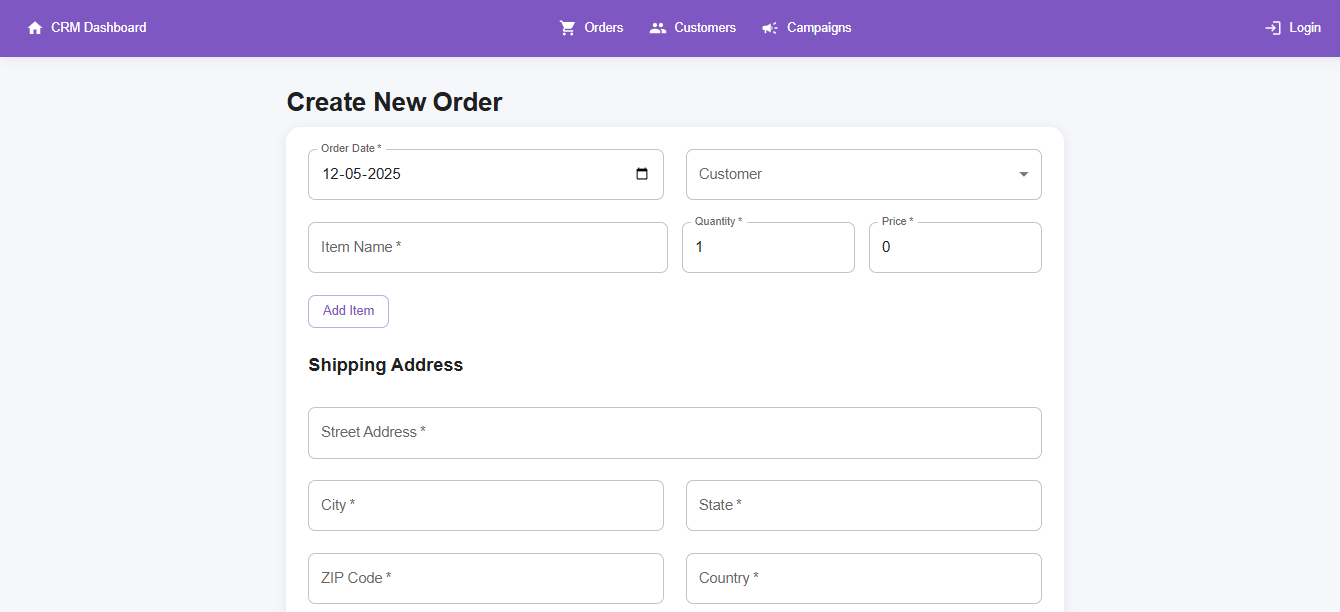 CRM Dashboard Orders Customers Campaigns Login
Create New Order
Order Date *
12-05-2025
Customer
Item Name *
Quantity *
1
Price *
0
Add Item
Shipping Address
Street Address *
City *
State *
ZIP Code *
Country *